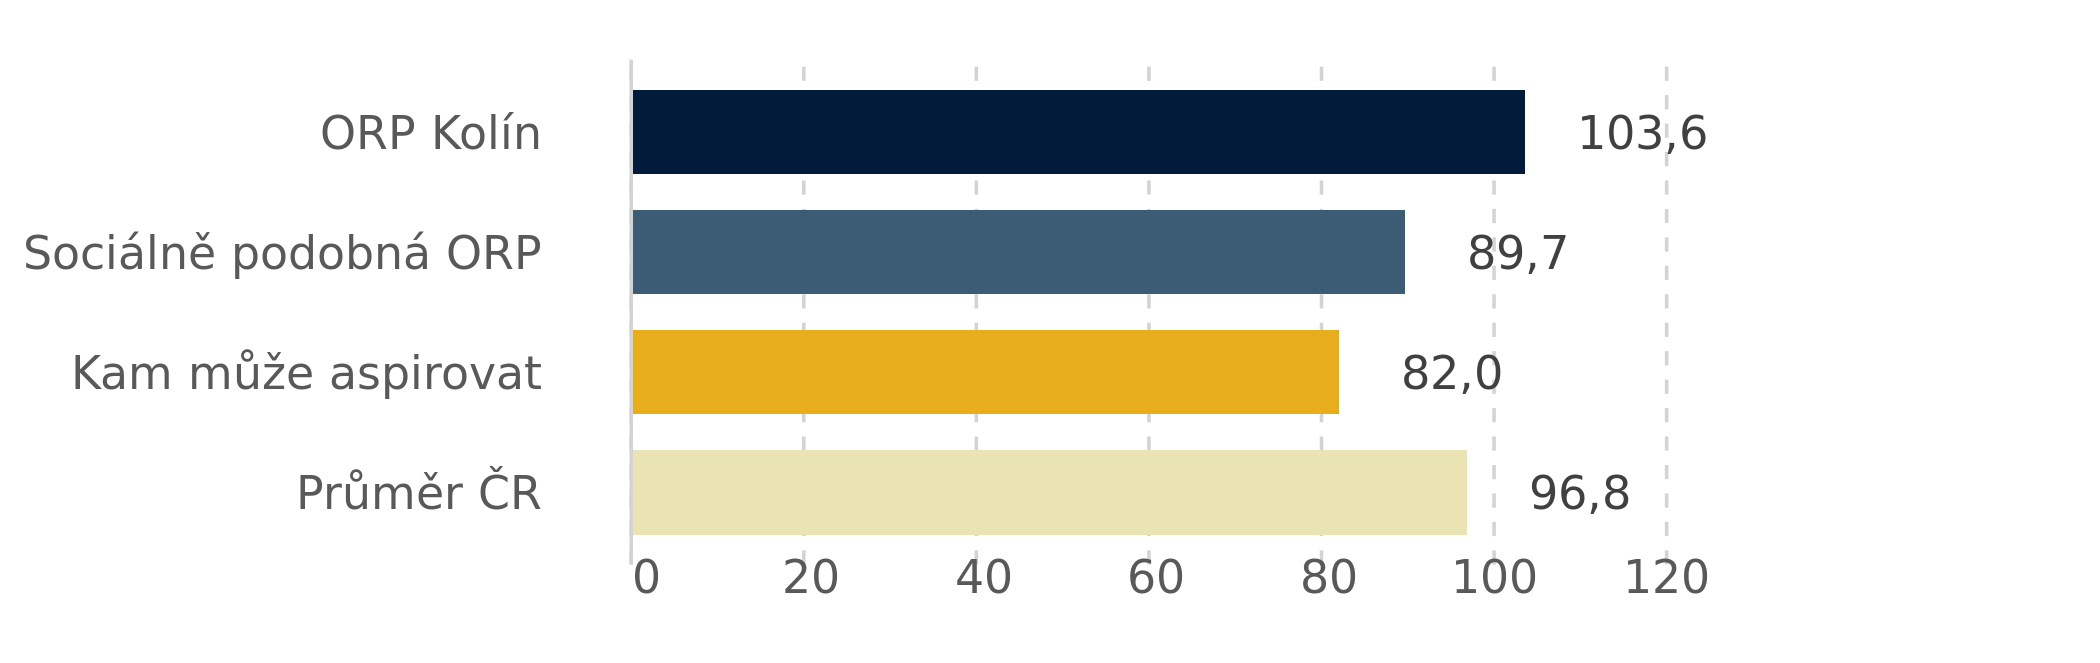 ORP Kolín 103,6
Sociálně podobná ORP 89,7
Kam může aspirovat 82,0
Průměr ČR 96,8
0 20 40 60 80 100 120